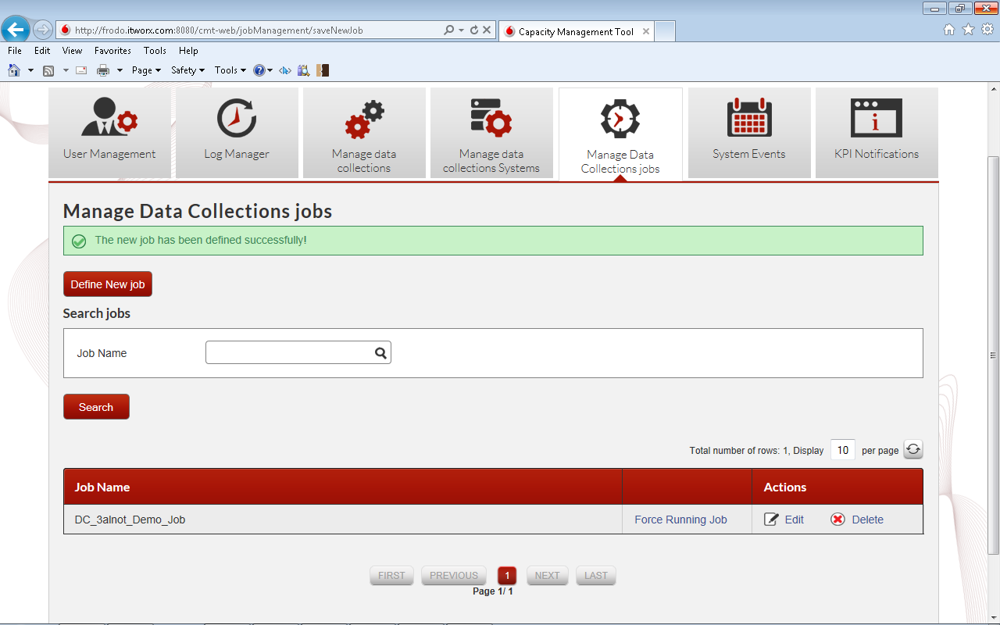 http://frodo.itworx.com:8080/cmt-web/jobManagement/saveNewJob
Capacity Management Tool
File Edit View Favorites Tools Help
Page Safety Tools
User Management
Log Manager
Manage data
collections
Manage data
collections Systems
Manage Data
Collections jobs
System Events
KPI Notifications
Manage Data Collections jobs
The new job has been defined successfully!
Define New job
Search jobs
Job Name
Search
Total number of rows: 1, Display 10 per page
Job Name Actions
DC_3alnot_Demo_Job Force Running Job Edit Delete
FIRST PREVIOUS 1 NEXT LAST
Page 1/ 1